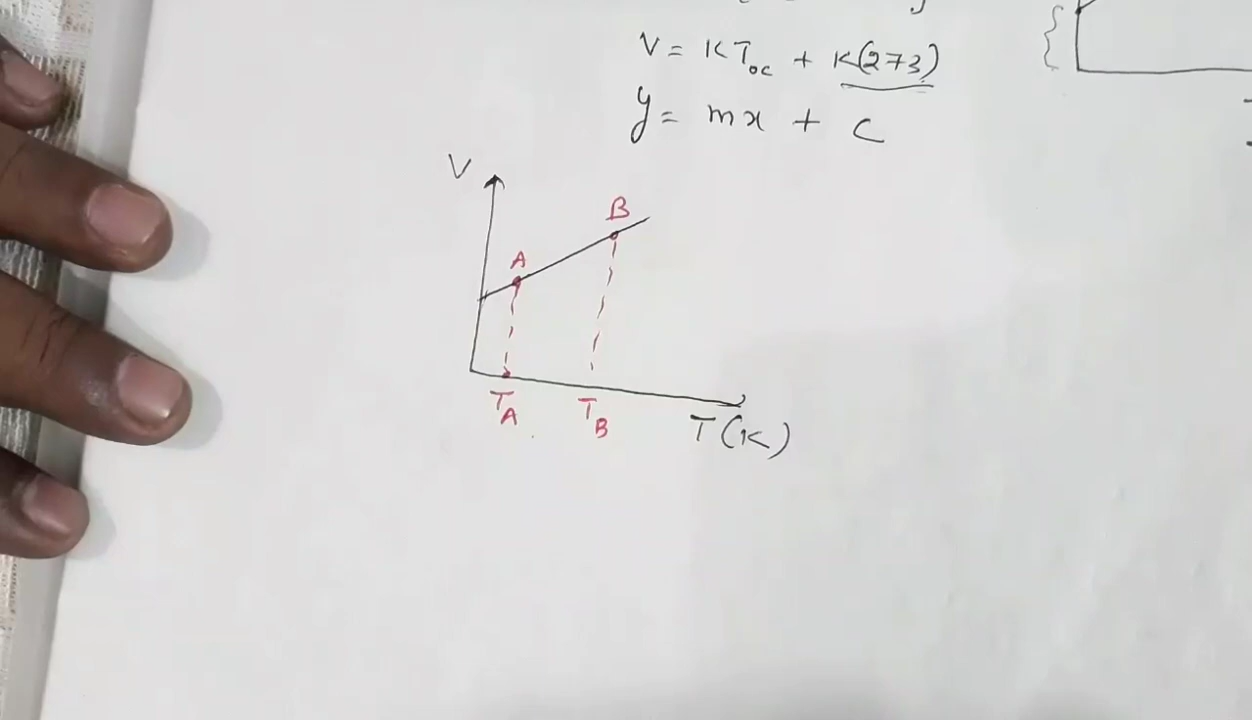 V = K T°C + K(273)
y = mx + C
V
B
A
TA TB T(K)